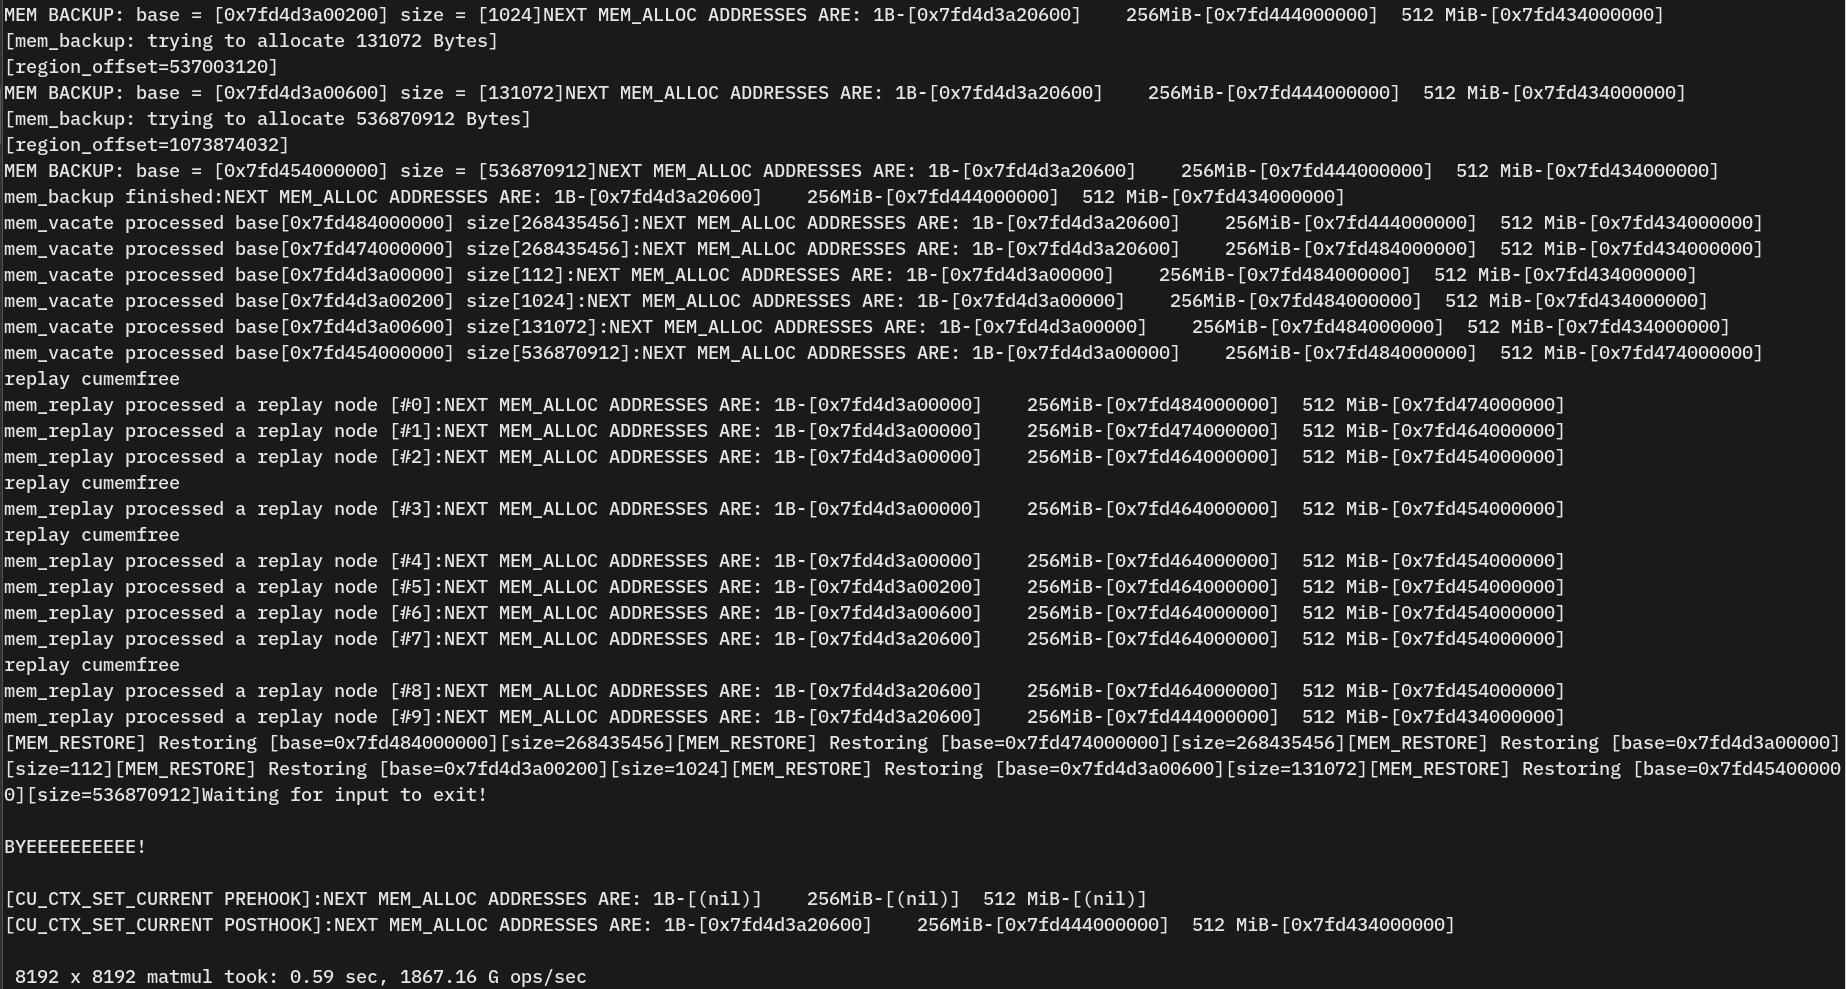 MEM BACKUP: base = [0x7fd4d3a00200] size = [1024]NEXT MEM_ALLOC ADDRESSES ARE: 1B-[0x7fd4d3a20600]    256MiB-[0x7fd444000000]  512 MiB-[0x7fd434000000]
[mem_backup: trying to allocate 131072 Bytes]
[region_offset=537003120]
MEM BACKUP: base = [0x7fd4d3a00600] size = [131072]NEXT MEM_ALLOC ADDRESSES ARE: 1B-[0x7fd4d3a20600]    256MiB-[0x7fd444000000]  512 MiB-[0x7fd434000000]
[mem_backup: trying to allocate 536870912 Bytes]
[region_offset=1073874032]
MEM BACKUP: base = [0x7fd454000000] size = [536870912]NEXT MEM_ALLOC ADDRESSES ARE: 1B-[0x7fd4d3a20600]    256MiB-[0x7fd444000000]  512 MiB-[0x7fd434000000]
mem_backup finished:NEXT MEM_ALLOC ADDRESSES ARE: 1B-[0x7fd4d3a20600]    256MiB-[0x7fd444000000]  512 MiB-[0x7fd434000000]
mem_vacate processed base[0x7fd484000000] size[268435456]:NEXT MEM_ALLOC ADDRESSES ARE: 1B-[0x7fd4d3a20600]    256MiB-[0x7fd444000000]  512 MiB-[0x7fd434000000]
mem_vacate processed base[0x7fd474000000] size[268435456]:NEXT MEM_ALLOC ADDRESSES ARE: 1B-[0x7fd4d3a20600]    256MiB-[0x7fd484000000]  512 MiB-[0x7fd434000000]
mem_vacate processed base[0x7fd4d3a00000] size[112]:NEXT MEM_ALLOC ADDRESSES ARE: 1B-[0x7fd4d3a00000]    256MiB-[0x7fd484000000]  512 MiB-[0x7fd434000000]
mem_vacate processed base[0x7fd4d3a00200] size[1024]:NEXT MEM_ALLOC ADDRESSES ARE: 1B-[0x7fd4d3a00000]    256MiB-[0x7fd484000000]  512 MiB-[0x7fd434000000]
mem_vacate processed base[0x7fd4d3a00600] size[131072]:NEXT MEM_ALLOC ADDRESSES ARE: 1B-[0x7fd4d3a00000]    256MiB-[0x7fd484000000]  512 MiB-[0x7fd434000000]
mem_vacate processed base[0x7fd454000000] size[536870912]:NEXT MEM_ALLOC ADDRESSES ARE: 1B-[0x7fd4d3a00000]    256MiB-[0x7fd484000000]  512 MiB-[0x7fd474000000]
replay cumemfree
mem_replay processed a replay node [#0]:NEXT MEM_ALLOC ADDRESSES ARE: 1B-[0x7fd4d3a00000]    256MiB-[0x7fd484000000]  512 MiB-[0x7fd474000000]
mem_replay processed a replay node [#1]:NEXT MEM_ALLOC ADDRESSES ARE: 1B-[0x7fd4d3a00000]    256MiB-[0x7fd474000000]  512 MiB-[0x7fd464000000]
mem_replay processed a replay node [#2]:NEXT MEM_ALLOC ADDRESSES ARE: 1B-[0x7fd4d3a00000]    256MiB-[0x7fd464000000]  512 MiB-[0x7fd454000000]
replay cumemfree
mem_replay processed a replay node [#3]:NEXT MEM_ALLOC ADDRESSES ARE: 1B-[0x7fd4d3a00000]    256MiB-[0x7fd464000000]  512 MiB-[0x7fd454000000]
replay cumemfree
mem_replay processed a replay node [#4]:NEXT MEM_ALLOC ADDRESSES ARE: 1B-[0x7fd4d3a00000]    256MiB-[0x7fd464000000]  512 MiB-[0x7fd454000000]
mem_replay processed a replay node [#5]:NEXT MEM_ALLOC ADDRESSES ARE: 1B-[0x7fd4d3a00200]    256MiB-[0x7fd464000000]  512 MiB-[0x7fd454000000]
mem_replay processed a replay node [#6]:NEXT MEM_ALLOC ADDRESSES ARE: 1B-[0x7fd4d3a00600]    256MiB-[0x7fd464000000]  512 MiB-[0x7fd454000000]
mem_replay processed a replay node [#7]:NEXT MEM_ALLOC ADDRESSES ARE: 1B-[0x7fd4d3a20600]    256MiB-[0x7fd464000000]  512 MiB-[0x7fd454000000]
replay cumemfree
mem_replay processed a replay node [#8]:NEXT MEM_ALLOC ADDRESSES ARE: 1B-[0x7fd4d3a20600]    256MiB-[0x7fd464000000]  512 MiB-[0x7fd454000000]
mem_replay processed a replay node [#9]:NEXT MEM_ALLOC ADDRESSES ARE: 1B-[0x7fd4d3a20600]    256MiB-[0x7fd444000000]  512 MiB-[0x7fd434000000]
[MEM_RESTORE] Restoring [base=0x7fd484000000][size=268435456][MEM_RESTORE] Restoring [base=0x7fd474000000][size=268435456][MEM_RESTORE] Restoring [base=0x7fd4d3a00000]
[size=112][MEM_RESTORE] Restoring [base=0x7fd4d3a00200][size=1024][MEM_RESTORE] Restoring [base=0x7fd4d3a00600][size=131072][MEM_RESTORE] Restoring [base=0x7fd45400000
0][size=536870912]Waiting for input to exit!
BYEEEEEEEEEE!
[CU_CTX_SET_CURRENT PREHOOK]:NEXT MEM_ALLOC ADDRESSES ARE: 1B-[(nil)]    256MiB-[(nil)]  512 MiB-[(nil)]
[CU_CTX_SET_CURRENT POSTHOOK]:NEXT MEM_ALLOC ADDRESSES ARE: 1B-[0x7fd4d3a20600]    256MiB-[0x7fd444000000]  512 MiB-[0x7fd434000000]
8192 x 8192 matmul took: 0.59 sec, 1867.16 G ops/sec